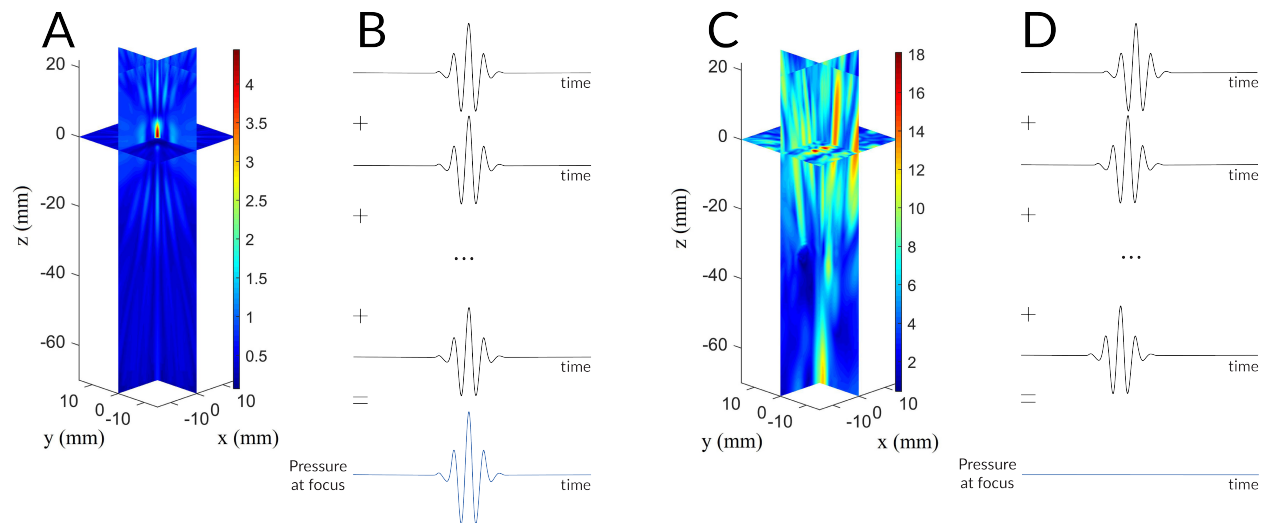 A
20
0
-20
-40
-60
z (mm)
10
0
-10
y (mm)
-10
0
10
x (mm)
4
3.5
3
2.5
2
1.5
1
0.5
B
time
+
time
+
...
+
time
=
Pressure
at focus
time
C
20
0
-20
-40
-60
z (mm)
10
0
-10
y (mm)
-10
0
10
x (mm)
18
16
14
12
10
8
6
4
2
D
time
+
time
+
...
+
time
=
Pressure
at focus
time